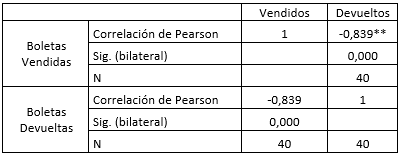 Vendidos Devueltos
Boletas Vendidas Correlación de Pearson 1 -0,839**
Sig. (bilateral) 0,000
N 40
Boletas Devueltas Correlación de Pearson -0,839 1
Sig. (bilateral) 0,000
N 40 40